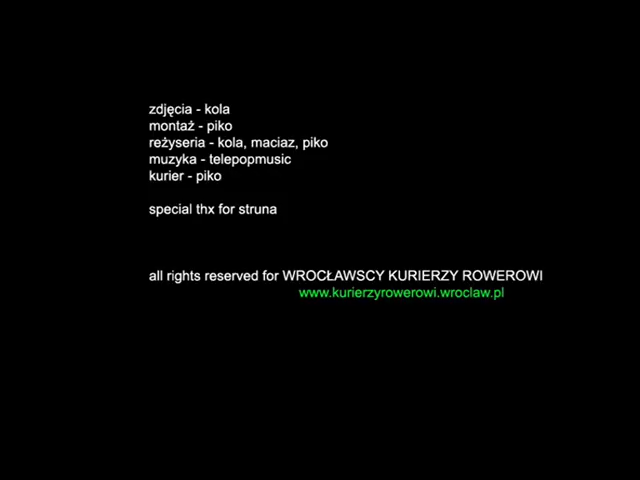 zdjęcia - kola
montaż - piko
reżyseria - kola, maciaz, piko
muzyka - telepopmusic
kurier - piko
special thx for struna
all rights reserved for WROCŁAWSCY KURIERZY ROWEROWI
www.kurierzyrowerowi.wroclaw.pl